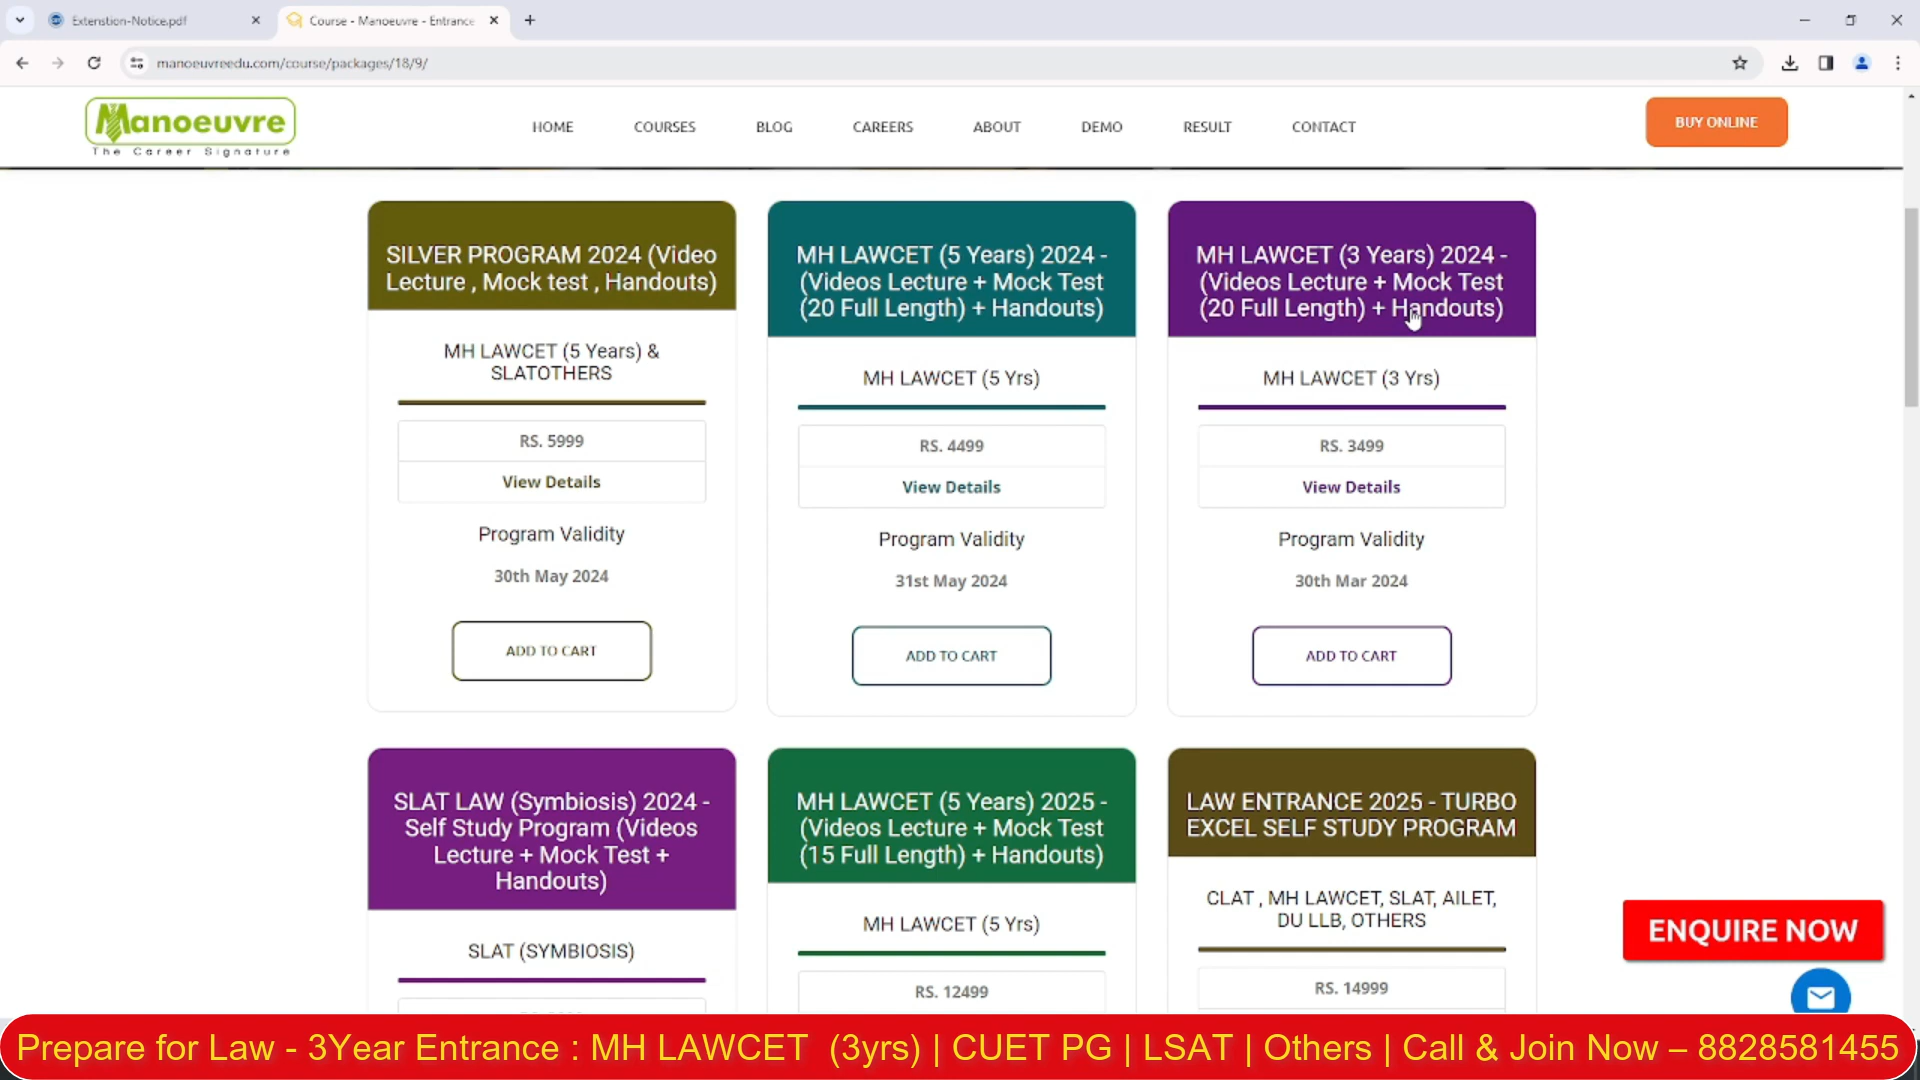 Extenstion-Notice.pdf
Course - Manoeuvre - Entrance
manoeuvreedu.com/course/packages/18/9/
Manoeuvre
The Career Signature
HOME
COURSES
BLOG
CAREERS
ABOUT
DEMO
RESULT
CONTACT
BUY ONLINE
SILVER PROGRAM 2024 (Video
Lecture , Mock test , Handouts)
MH LAWCET (5 Years) &
SLATOTHERS
RS. 5999
View Details
Program Validity
30th May 2024
ADD TO CART
MH LAWCET (5 Years) 2024 -
(Videos Lecture + Mock Test
(20 Full Length) + Handouts)
MH LAWCET (5 Yrs)
RS. 4499
View Details
Program Validity
31st May 2024
ADD TO CART
MH LAWCET (3 Years) 2024 -
(Videos Lecture + Mock Test
(20 Full Length) + Handouts)
MH LAWCET (3 Yrs)
RS. 3499
View Details
Program Validity
30th Mar 2024
ADD TO CART
SLAT LAW (Symbiosis) 2024 -
Self Study Program (Videos
Lecture + Mock Test +
Handouts)
SLAT (SYMBIOSIS)
MH LAWCET (5 Years) 2025 -
(Videos Lecture + Mock Test
(15 Full Length) + Handouts)
MH LAWCET (5 Yrs)
RS. 12499
LAW ENTRANCE 2025 - TURBO
EXCEL SELF STUDY PROGRAM
CLAT , MH LAWCET, SLAT, AILET,
DU LLB, OTHERS
RS. 14999
ENQUIRE NOW
Prepare for Law - 3Year Entrance : MH LAWCET (3yrs) | CUET PG | LSAT | Others | Call & Join Now – 8828581455